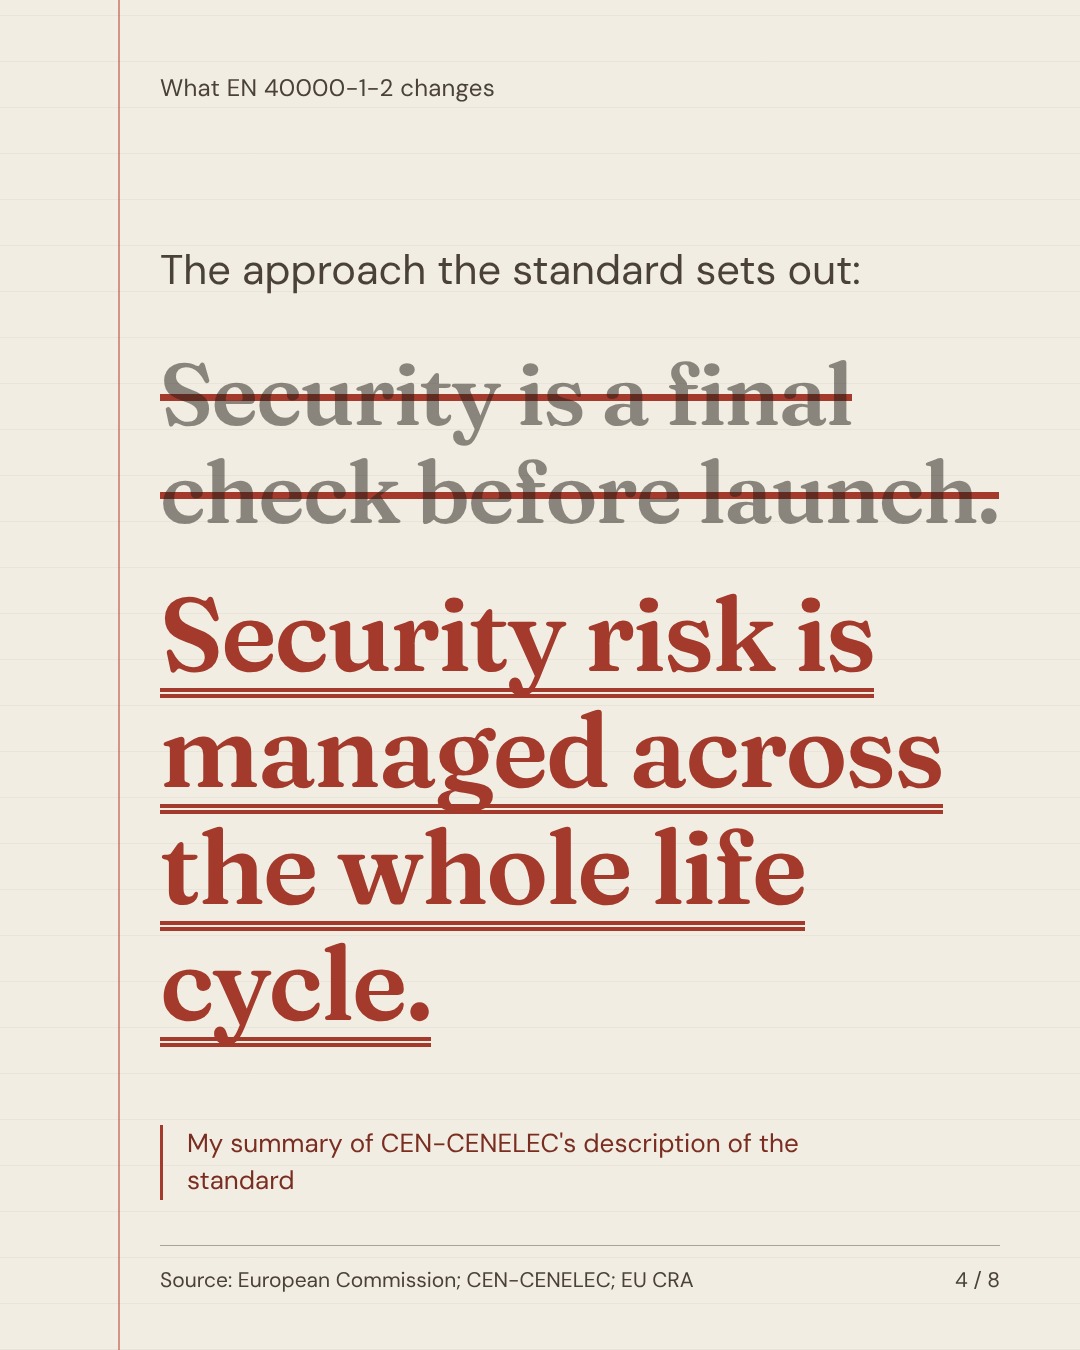 What EN 40000-1-2 changes
The approach the standard sets out:
Security is a final
check before launch.
Security risk is
managed across
the whole life
cycle.
My summary of CEN-CENELEC's description of the
standard
Source: European Commission; CEN-CENELEC; EU CRA
4 / 8